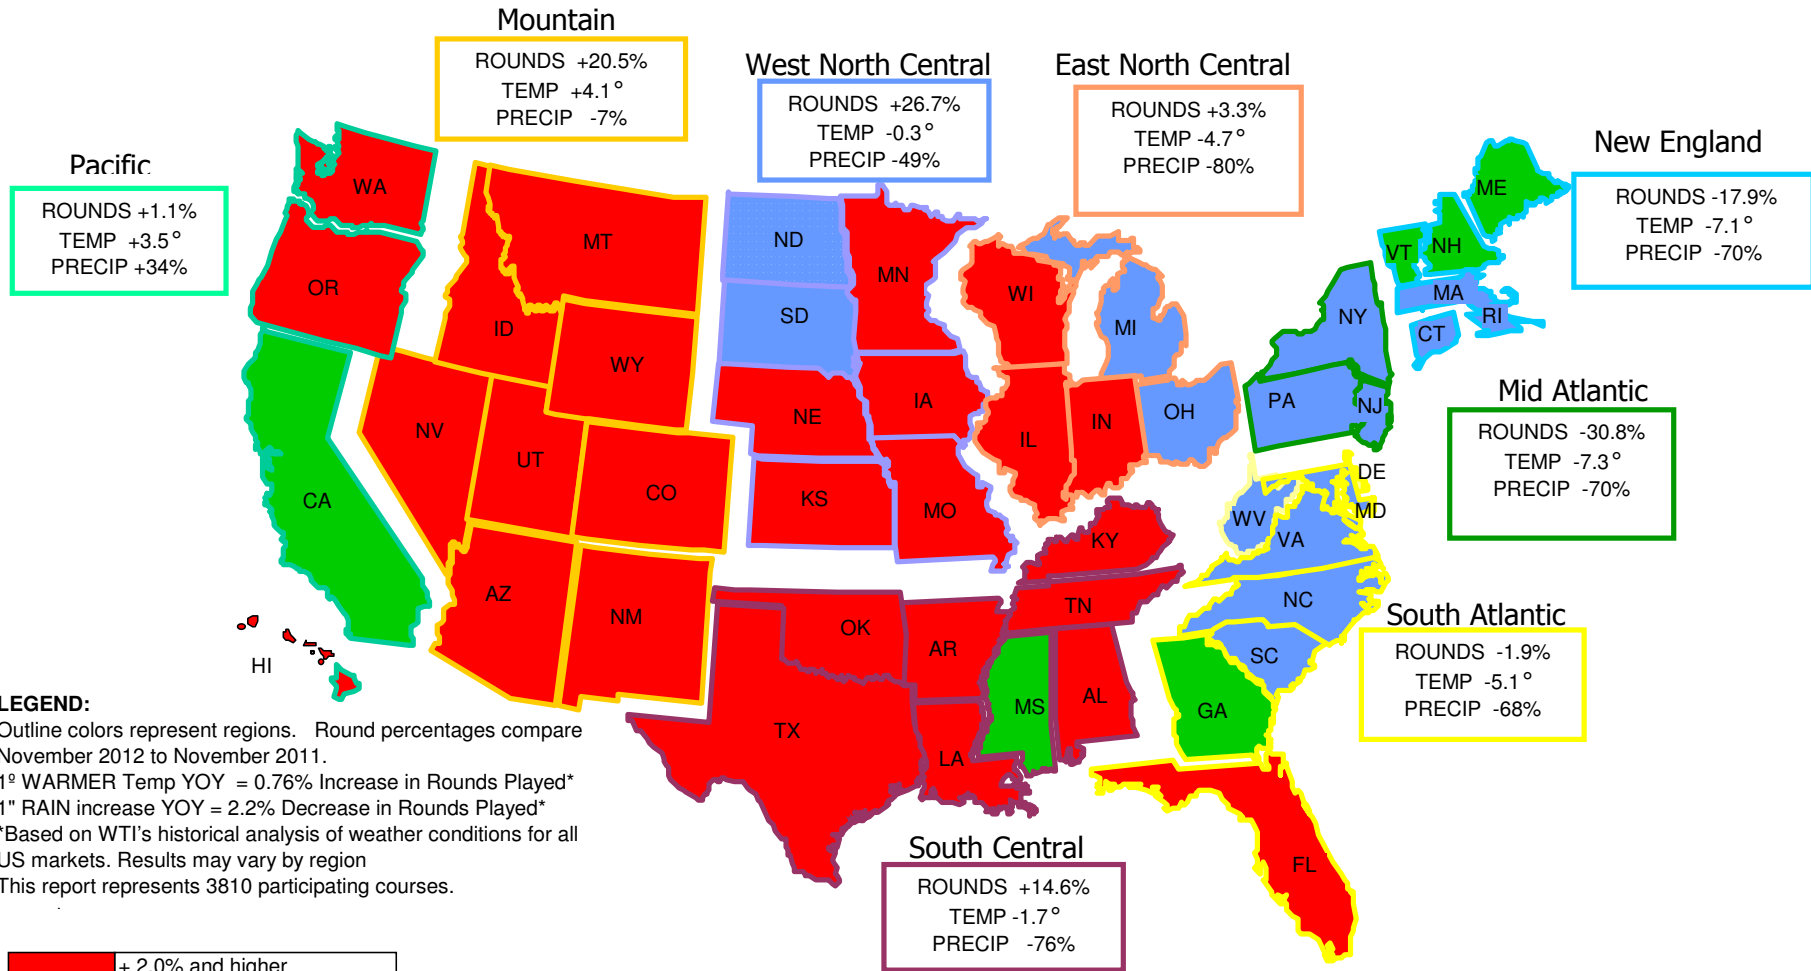 Mountain
ROUNDS +20.5%
TEMP +4.1°
PRECIP -7%
West North Central
ROUNDS +26.7%
TEMP -0.3°
PRECIP -49%
East North Central
ROUNDS +3.3%
TEMP -4.7°
PRECIP -80%
New England
ROUNDS -17.9%
TEMP -7.1°
PRECIP -70%
Pacific
ROUNDS +1.1%
TEMP +3.5°
PRECIP +34%
WA
OR
CA
HI
MT
ID
WY
NV
UT
CO
AZ
NM
ND
SD
MN
NE
IA
KS
MO
WI
MI
IL
IN
OH
KY
TN
OK
AR
TX
LA
MS
AL
ME
VT
NH
MA
RI
CT
NY
PA
NJ
DE
MD
WV
VA
NC
SC
GA
FL
Mid Atlantic
ROUNDS -30.8%
TEMP -7.3°
PRECIP -70%
South Atlantic
ROUNDS -1.9%
TEMP -5.1°
PRECIP -68%
South Central
ROUNDS +14.6%
TEMP -1.7°
PRECIP -76%
LEGEND:
Outline colors represent regions. Round percentages compare
November 2012 to November 2011.
1º WARMER Temp YOY = 0.76% Increase in Rounds Played*
1" RAIN increase YOY = 2.2% Decrease in Rounds Played*
*Based on WTI's historical analysis of weather conditions for all
US markets. Results may vary by region
This report represents 3810 participating courses.
+ 2.0% and higher